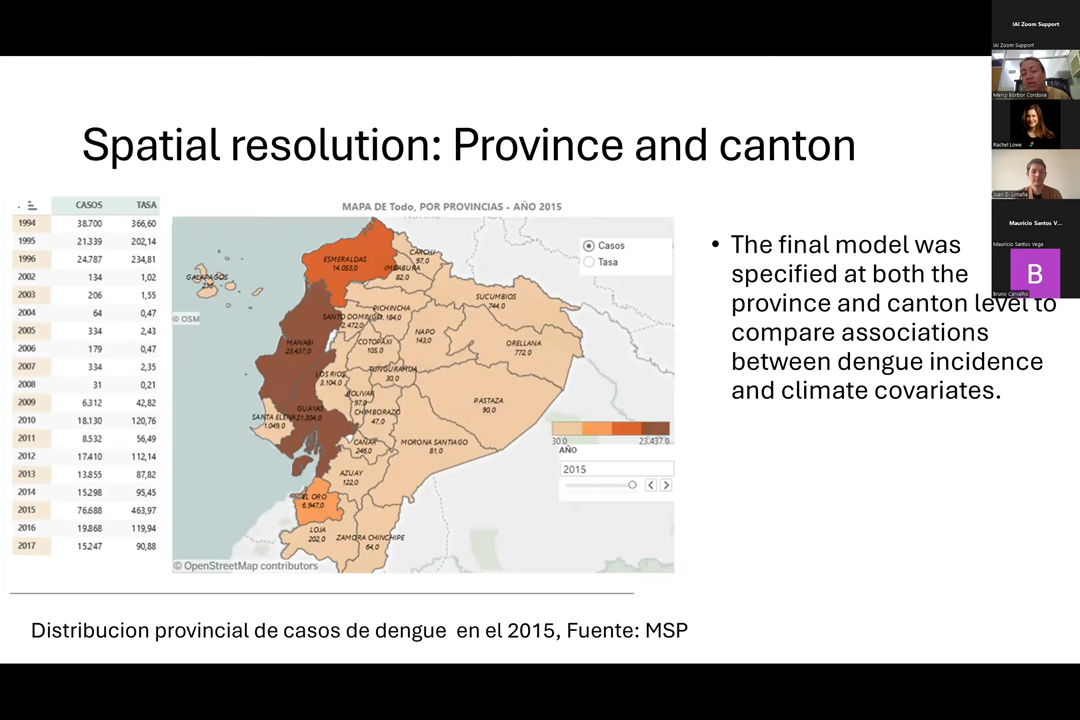 IAI Zoom Support
IAI Zoom Support
Mercy Borbor Cordova
Rachel Lowe
Mauricio Santos V...
Mauricio Santos Vega
B
Bruno Carvalho
Spatial resolution: Province and canton
CASOS TASA
1994 38.700 366,60
1995 21.339 202,14
1996 24.787 234,81
2002 134 1,02
2003 206 1,55
2004 64 0,47
2005 334 2,43
2006 179 0,47
2007 334 2,35
2008 31 0,21
2009 6.312 42,82
2010 18.130 120,76
2011 8.532 56,49
2012 17.410 112,14
2013 13.855 87,82
2014 15.298 95,45
2015 76.688 463,97
2016 19.868 119,94
2017 15.247 90,88
MAPA DE Todo, POR PROVINCIAS - AÑO 2015
Casos
Tasa
ESMERALDAS
14.053,0
CARCHI
97,0
IMBABURA
82,0
GALAPAGOS
SUCUMBIOS
744,0
PICHINCHA
184,0
SANTO DOMINGO
2.472,0
© OSM
NAPO
143,0
MANABI
23.437,0
COTOPAXI
105,0
ORELLANA
772,0
LOS RIOS
3.104,0
TUNGURAHUA
30,0
BOLIVAR
97,0
PASTAZA
90,0
GUAYAS
21.304,0
SANTA ELENA
1.049,0
CHIMBORAZO
47,0
CAÑAR
246,0
MORONA SANTIAGO
81,0
AZUAY
122,0
EL ORO
6.947,0
LOJA
202,0
ZAMORA CHINCHIPE
64,0
30,0 23.437,0
AÑO
2015
© OpenStreetMap contributors
• The final model was
specified at both the
province and canton level to
compare associations
between dengue incidence
and climate covariates.
Distribucion provincial de casos de dengue en el 2015, Fuente: MSP